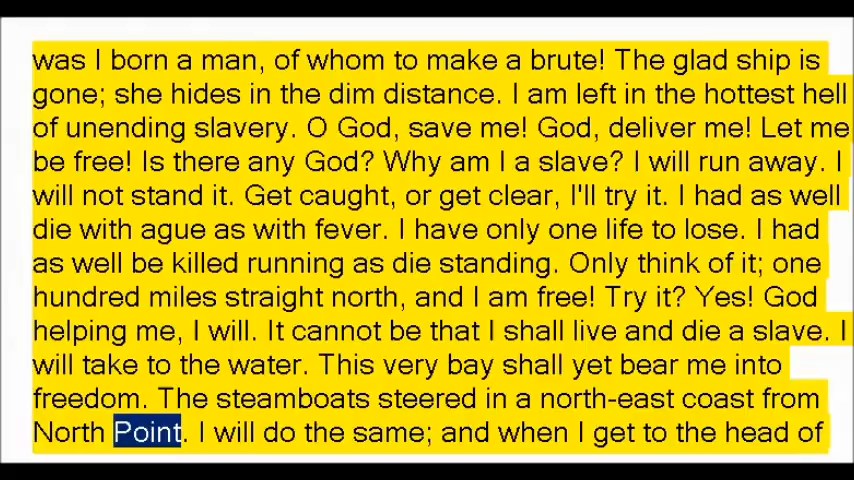 was I born a man, of whom to make a brute! The glad ship is
gone; she hides in the dim distance. I am left in the hottest hell
of unending slavery. O God, save me! God, deliver me! Let me
be free! Is there any God? Why am I a slave? I will run away. I
will not stand it. Get caught, or get clear, I'll try it. I had as well
die with ague as with fever. I have only one life to lose. I had
as well be killed running as die standing. Only think of it; one
hundred miles straight north, and I am free! Try it? Yes! God
helping me, I will. It cannot be that I shall live and die a slave. I
will take to the water. This very bay shall yet bear me into
freedom. The steamboats steered in a north-east coast from
North Point. I will do the same; and when I get to the head of